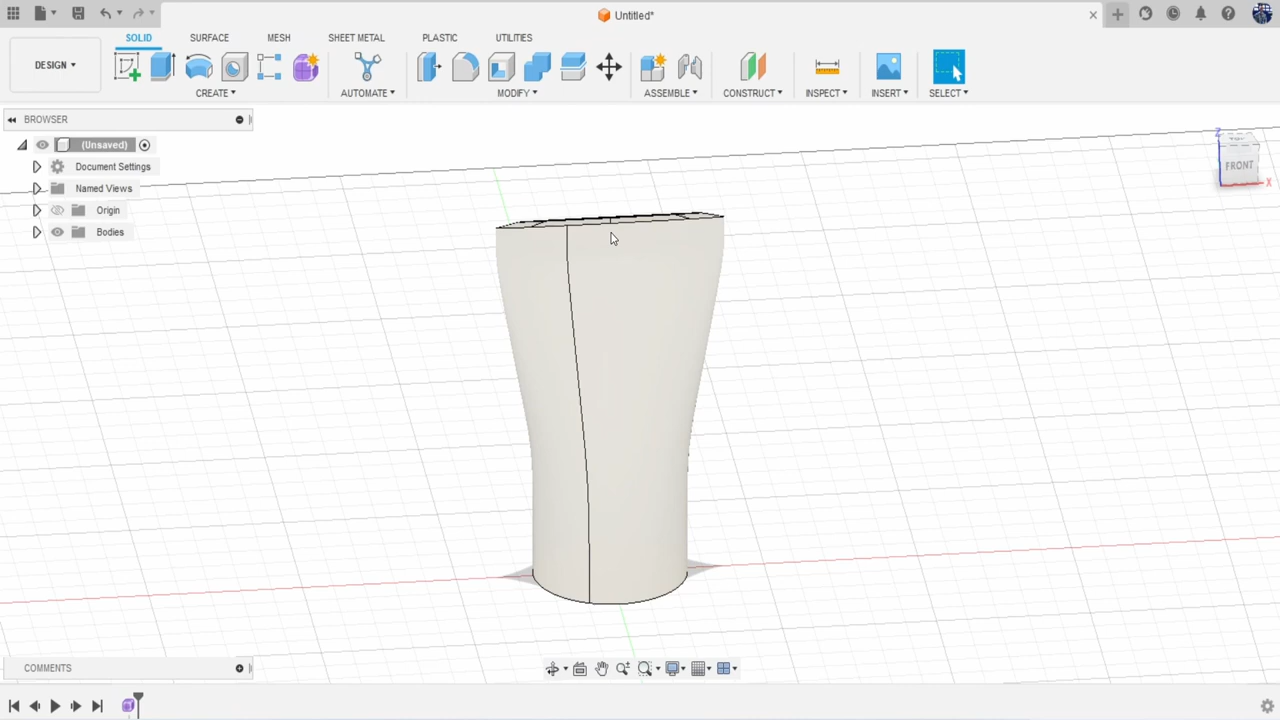 Untitled*
DESIGN
SOLID
SURFACE
MESH
SHEET METAL
PLASTIC
UTILITIES
CREATE
AUTOMATE
MODIFY
ASSEMBLE
CONSTRUCT
INSPECT
INSERT
SELECT
BROWSER
(Unsaved)
Document Settings
Named Views
Origin
Bodies
Z
FRONT
X
COMMENTS